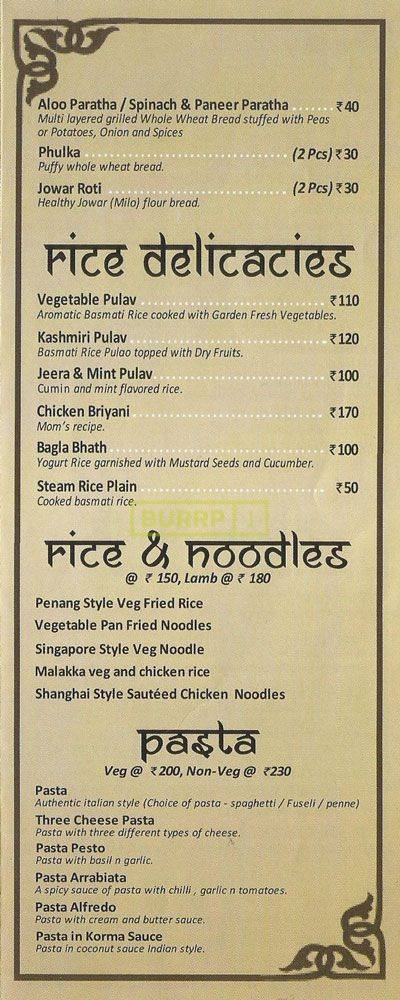 Aloo Paratha / Spinach & Paneer Paratha ....... ₹40
Multi layered grilled Whole Wheat Bread stuffed with Peas
or Potatoes, Onion and Spices
Phulka ........................................ (2 Pcs) ₹30
Puffy whole wheat bread.
Jowar Roti ................................... (2 Pcs) ₹30
Healthy Jowar (Milo) flour bread.
rice delicacies
Vegetable Pulav ................................ ₹110
Aromatic Basmati Rice cooked with Garden Fresh Vegetables.
Kashmiri Pulav ................................. ₹120
Basmati Rice Pulao topped with Dry Fruits.
Jeera & Mint Pulav ............................. ₹100
Cumin and mint flavored rice.
Chicken Briyani ................................ ₹170
Mom's recipe.
Bagla Bhath .................................... ₹100
Yogurt Rice garnished with Mustard Seeds and Cucumber.
Steam Rice Plain ............................... ₹50
Cooked basmati rice.
BURRP!
rice & noodles
@ ₹ 150, Lamb @ ₹ 180
Penang Style Veg Fried Rice
Vegetable Pan Fried Noodles
Singapore Style Veg Noodle
Malakka veg and chicken rice
Shanghai Style Sautéed Chicken Noodles
pasta
Veg @ ₹200, Non-Veg @ ₹230
Pasta
Authentic italian style (Choice of pasta - spaghetti / Fuseli / penne)
Three Cheese Pasta
Pasta with three different types of cheese.
Pasta Pesto
Pasta with basil n garlic.
Pasta Arrabiata
A spicy sauce of pasta with chilli , garlic n tomatoes.
Pasta Alfredo
Pasta with cream and butter sauce.
Pasta in Korma Sauce
Pasta in coconut sauce Indian style.